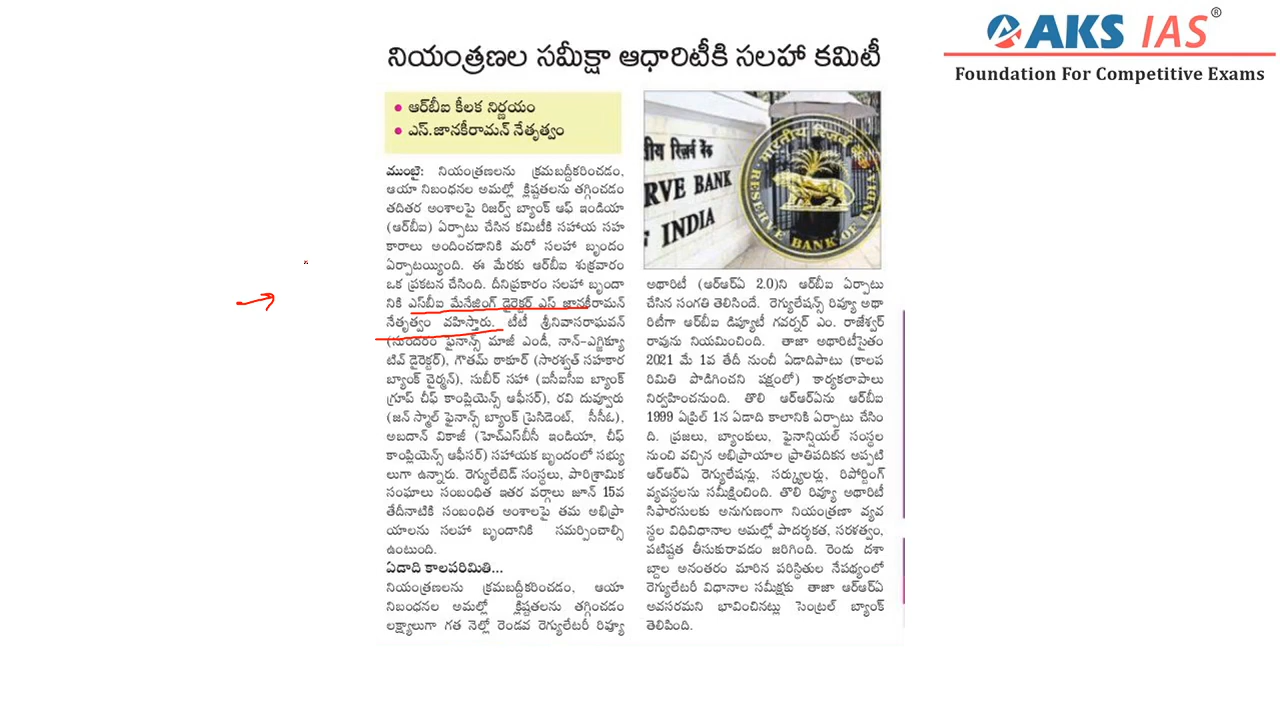 AKS IAS®
Foundation For Competitive Exams
నియంత్రణల సమీక్షా ఆధారిటీకి సలహా కమిటీ
• ఆర్‌బీఐ కీలక నిర్ణయం
• ఎస్‌.జానకీరామన్ నేతృత్వం
ముంబై: నియంత్రణలను క్రమబద్దీకరించడం,
ఆయా నిబంధనల అమల్లో క్లిష్టతలను తగ్గించడం
తదితర అంశాలపై రిజర్వ్ బ్యాంక్ ఆఫ్ ఇండియా
(ఆర్‌బీఐ) ఏర్పాటు చేసిన కమిటీకి సహాయ సహ
కారాలు అందించడానికి మరో సలహా బృందం
ఏర్పాటయ్యింది. ఈ మేరకు ఆర్‌బీఐ శుక్రవారం
ఒక ప్రకటన చేసింది. దీనిప్రకారం సలహా బృందా
నికి ఎస్‌బీఐ మేనేజింగ్ డైరెక్టర్ ఎస్ జానకీరామన్
నేతృత్వం వహిస్తారు. టీటీ శ్రీనివాసరాఘవన్
(సుందరం ఫైనాన్స్ మాజీ ఎండీ, నాన్–ఎగ్జిక్యూ
టివ్ డైరెక్టర్), గౌతమ్ ఠాకూర్ (సారశ్వత్ సహకార
బ్యాంక్ చైర్మన్), సుబీర్ సహా (ఐసీఐసీఐ బ్యాంక్
గ్రూప్ చీఫ్ కాంప్లియెన్స్ ఆఫీసర్), రవి దువ్వూరు
(జన్ స్మాల్ ఫైనాన్స్ బ్యాంక్ ప్రెసిడెంట్, సీసీఓ),
అబదాన్ వికాజీ (హెచ్‌ఎస్‌బీసీ ఇండియా, చీఫ్
కాంప్లియెన్స్ ఆఫీసర్) సహాయక బృందంలో సభ్యు
లుగా ఉన్నారు. రెగ్యులేటెడ్ సంస్థలు, పారిశ్రామిక
సంఘాలు సంబంధిత ఇతర వర్గాలు జూన్ 15వ
తేదీనాటికి సంబంధిత అంశాలపై తమ అభిప్రా
యాలను సలహా బృందానికి సమర్పించాల్సి
ఉంటుంది.
ఏడాది కాలపరిమితి...
నియంత్రణలను క్రమబద్దీకరించడం, ఆయా
నిబంధనల అమల్లో క్లిష్టతలను తగ్గించడం
లక్ష్యాలుగా గత నెల్లో రెండవ రెగ్యులేటరీ రివ్యూ
ीय रिज़र्व बैंक
RVE BANK
F INDIA
भारतीय रिज़र्व बैंक
RESERVE BANK OF INDIA
అథారిటీ (ఆర్ఆర్ఏ 2.0)ని ఆర్‌బీఐ ఏర్పాటు
చేసిన సంగతి తెలిసిందే. రెగ్యులేషన్స్ రివ్యూ అథా
రిటీగా ఆర్‌బీఐ డిప్యూటీ గవర్నర్ ఎం. రాజేశ్వర్
రావును నియమించింది. తాజా అథారిటీసైతం
2021 మే 1వ తేదీ నుంచీ ఏడాదిపాటు (కాలప
రిమితి పొడిగించని పక్షంలో) కార్యకలాపాలు
నిర్వహించనుంది. తొలి ఆర్ఆర్ఏను ఆర్‌బీఐ
1999 ఏప్రిల్ 1న ఏడాది కాలానికి ఏర్పాటు చేసిం
ది. ప్రజలు, బ్యాంకులు, ఫైనాన్షియల్ సంస్థల
నుంచి వచ్చిన అభిప్రాయాల ప్రాతిపదికన అప్పటి
ఆర్ఆర్ఏ రెగ్యులేషన్లు, సర్క్యులర్లు, రిపోర్టింగ్
వ్యవస్థలను సమీక్షించింది. తొలి రివ్యూ అథారిటీ
సిఫారసులకు అనుగుణంగా నియంత్రణా వ్యవ
స్థల విధివిధానాల అమల్లో పారదర్శకత, సరళత్వం,
పటిష్టత తీసుకురావడం జరిగింది. రెండు దశా
బ్దాల అనంతరం మారిన పరిస్థితుల నేపథ్యంలో
రెగ్యులేటరీ విధానాల సమీక్షకు తాజా ఆర్ఆర్ఏ
అవసరమని భావించినట్లు సెంట్రల్ బ్యాంక్
తెలిపింది.